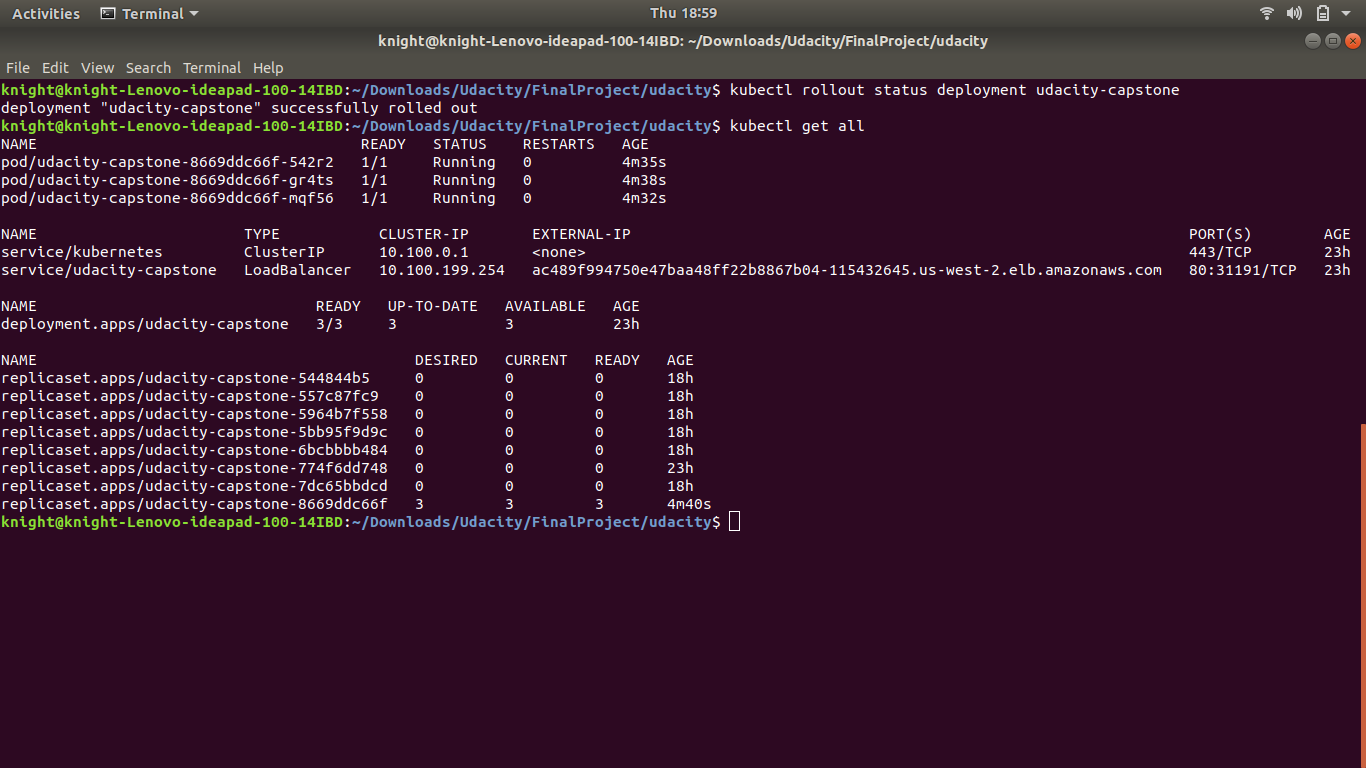 Activities Terminal Thu 18:59
knight@knight-Lenovo-ideapad-100-14IBD: ~/Downloads/Udacity/FinalProject/udacity
File Edit View Search Terminal Help
knight@knight-Lenovo-ideapad-100-14IBD:~/Downloads/Udacity/FinalProject/udacity$ kubectl rollout status deployment udacity-capstone
deployment "udacity-capstone" successfully rolled out
knight@knight-Lenovo-ideapad-100-14IBD:~/Downloads/Udacity/FinalProject/udacity$ kubectl get all
NAME READY STATUS RESTARTS AGE
pod/udacity-capstone-8669ddc66f-542r2 1/1 Running 0 4m35s
pod/udacity-capstone-8669ddc66f-gr4ts 1/1 Running 0 4m38s
pod/udacity-capstone-8669ddc66f-mqf56 1/1 Running 0 4m32s
NAME TYPE CLUSTER-IP EXTERNAL-IP PORT(S) AGE
service/kubernetes ClusterIP 10.100.0.1 <none> 443/TCP 23h
service/udacity-capstone LoadBalancer 10.100.199.254 ac489f994750e47baa48ff22b8867b04-115432645.us-west-2.elb.amazonaws.com 80:31191/TCP 23h
NAME READY UP-TO-DATE AVAILABLE AGE
deployment.apps/udacity-capstone 3/3 3 3 23h
NAME DESIRED CURRENT READY AGE
replicaset.apps/udacity-capstone-544844b5 0 0 0 18h
replicaset.apps/udacity-capstone-557c87fc9 0 0 0 18h
replicaset.apps/udacity-capstone-5964b7f558 0 0 0 18h
replicaset.apps/udacity-capstone-5bb95f9d9c 0 0 0 18h
replicaset.apps/udacity-capstone-6bcbbbb484 0 0 0 18h
replicaset.apps/udacity-capstone-774f6dd748 0 0 0 23h
replicaset.apps/udacity-capstone-7dc65bbdcd 0 0 0 18h
replicaset.apps/udacity-capstone-8669ddc66f 3 3 3 4m40s
knight@knight-Lenovo-ideapad-100-14IBD:~/Downloads/Udacity/FinalProject/udacity$